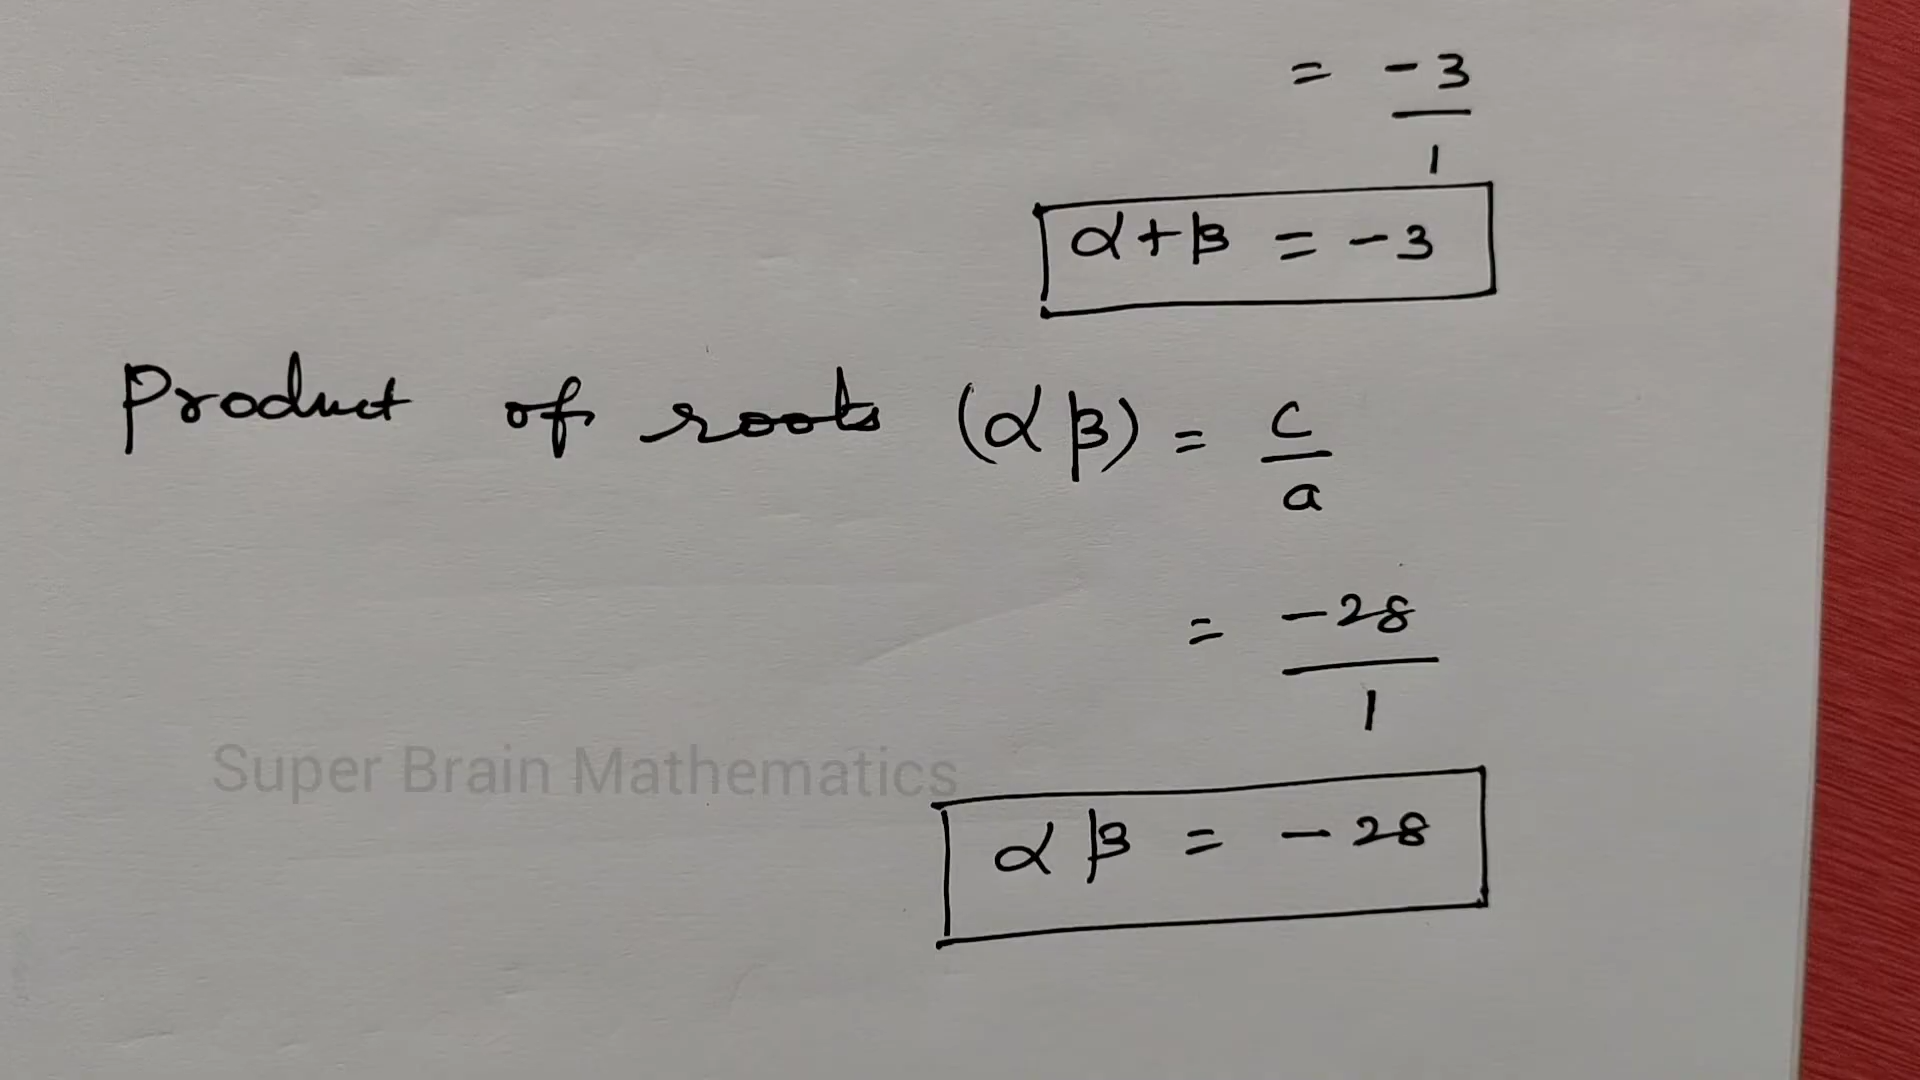 = -3/1
α+β = -3
Product of roots (αβ) = c/a
= -28/1
Super Brain Mathematics
αβ = -28